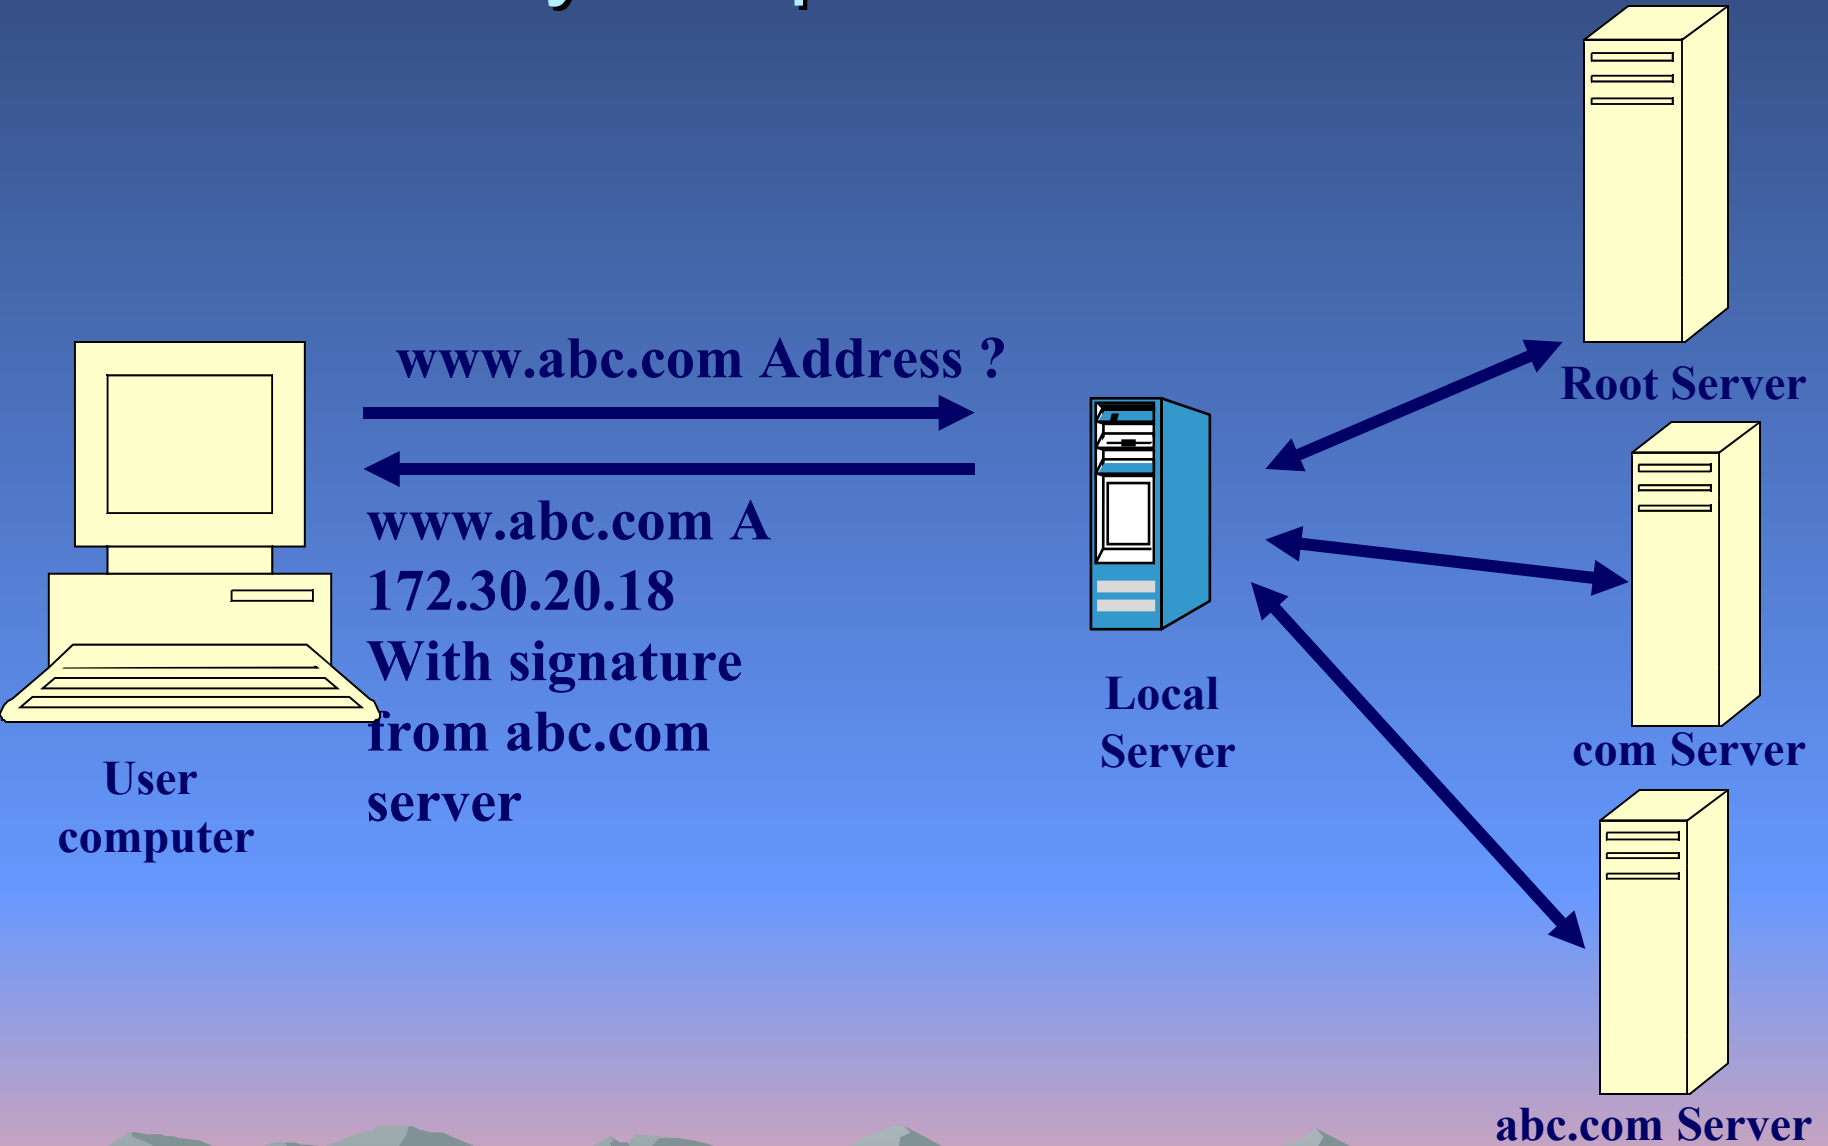 www.abc.com Address ?
www.abc.com A
172.30.20.18
With signature
from abc.com
server
User
computer
Local
Server
Root Server
com Server
abc.com Server